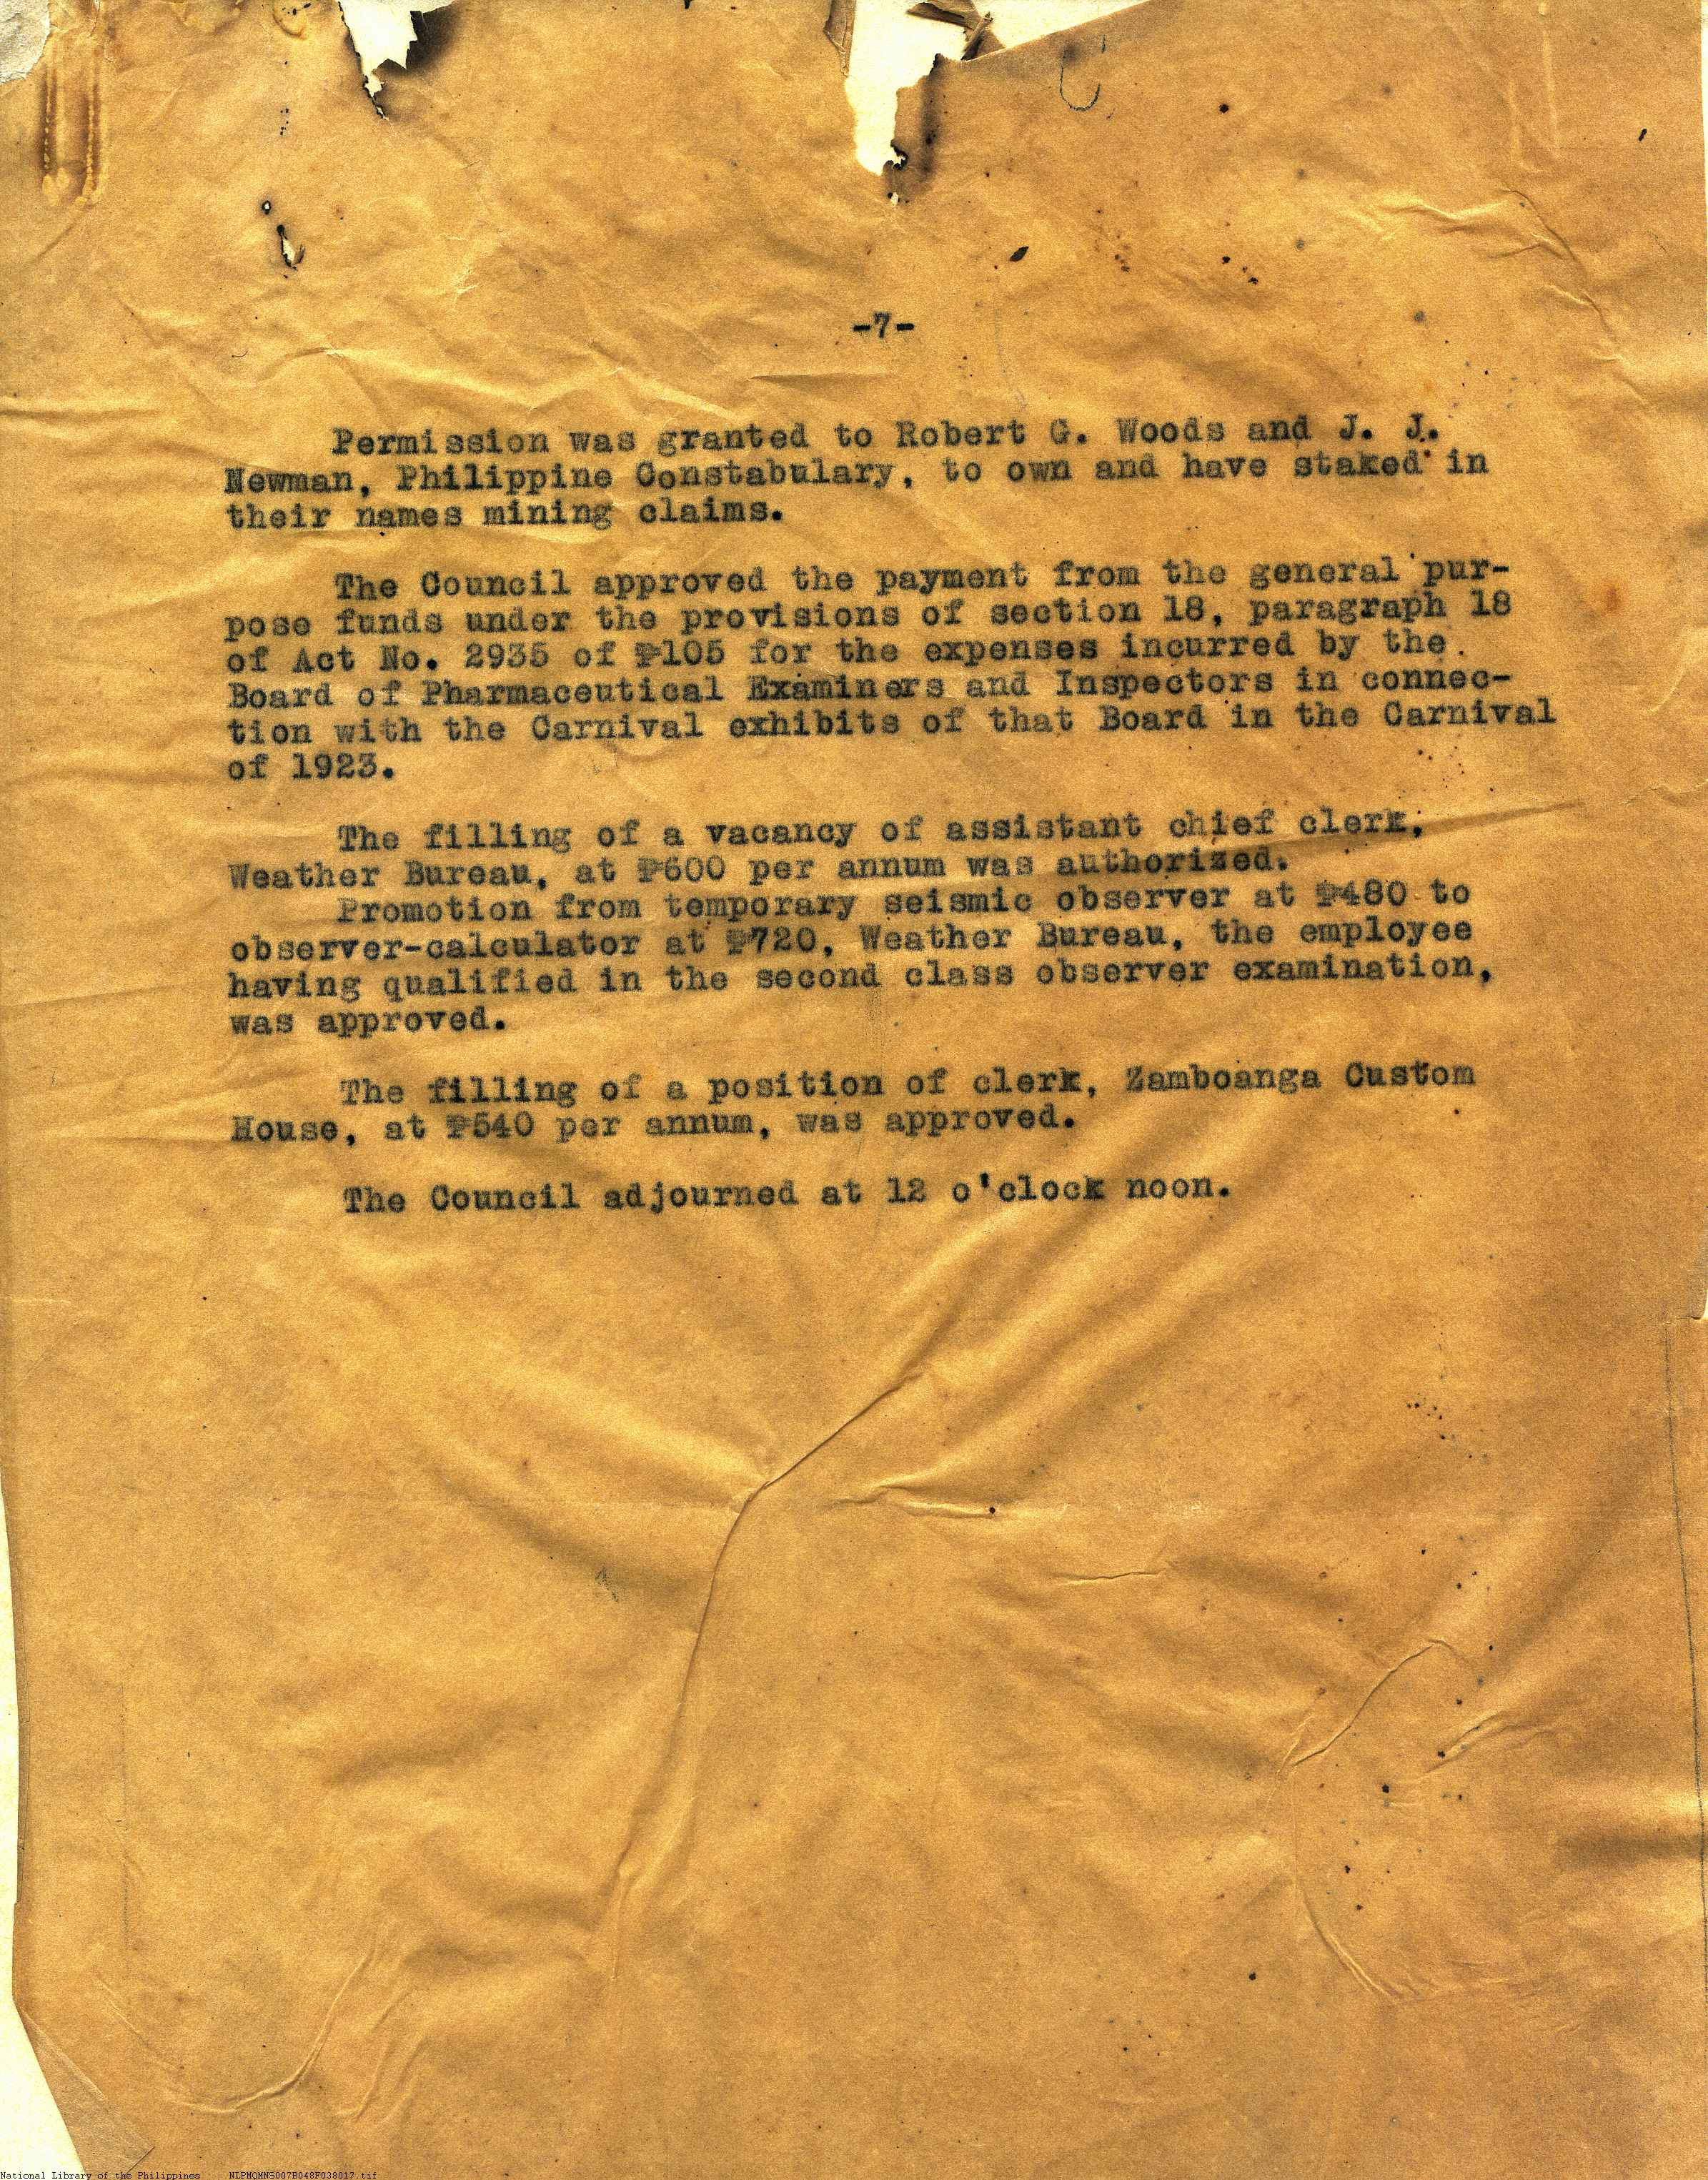 -7-
Permission was granted to Robert G. Woods and J. J.
Newman, Philippine Constabulary, to own and have staked in
their names mining claims.
The Council approved the payment from the general pur-
pose funds under the provisions of section 18, paragraph 18
of Act No. 2935 of ₱105 for the expenses incurred by the
Board of Pharmaceutical Examiners and Inspectors in connec-
tion with the Carnival exhibits of that Board in the Carnival
of 1923.
The filling of a vacancy of assistant chief clerk,
Weather Bureau, at ₱600 per annum was authorized.
Promotion from temporary seismic observer at ₱480 to
observer-calculator at ₱720, Weather Bureau, the employee
having qualified in the second class observer examination,
was approved.
The filling of a position of clerk, Zamboanga Custom
House, at ₱540 per annum, was approved.
The Council adjourned at 12 o'clock noon.
National Library of the Philippines NLPMQMNS007B048F038017.tif